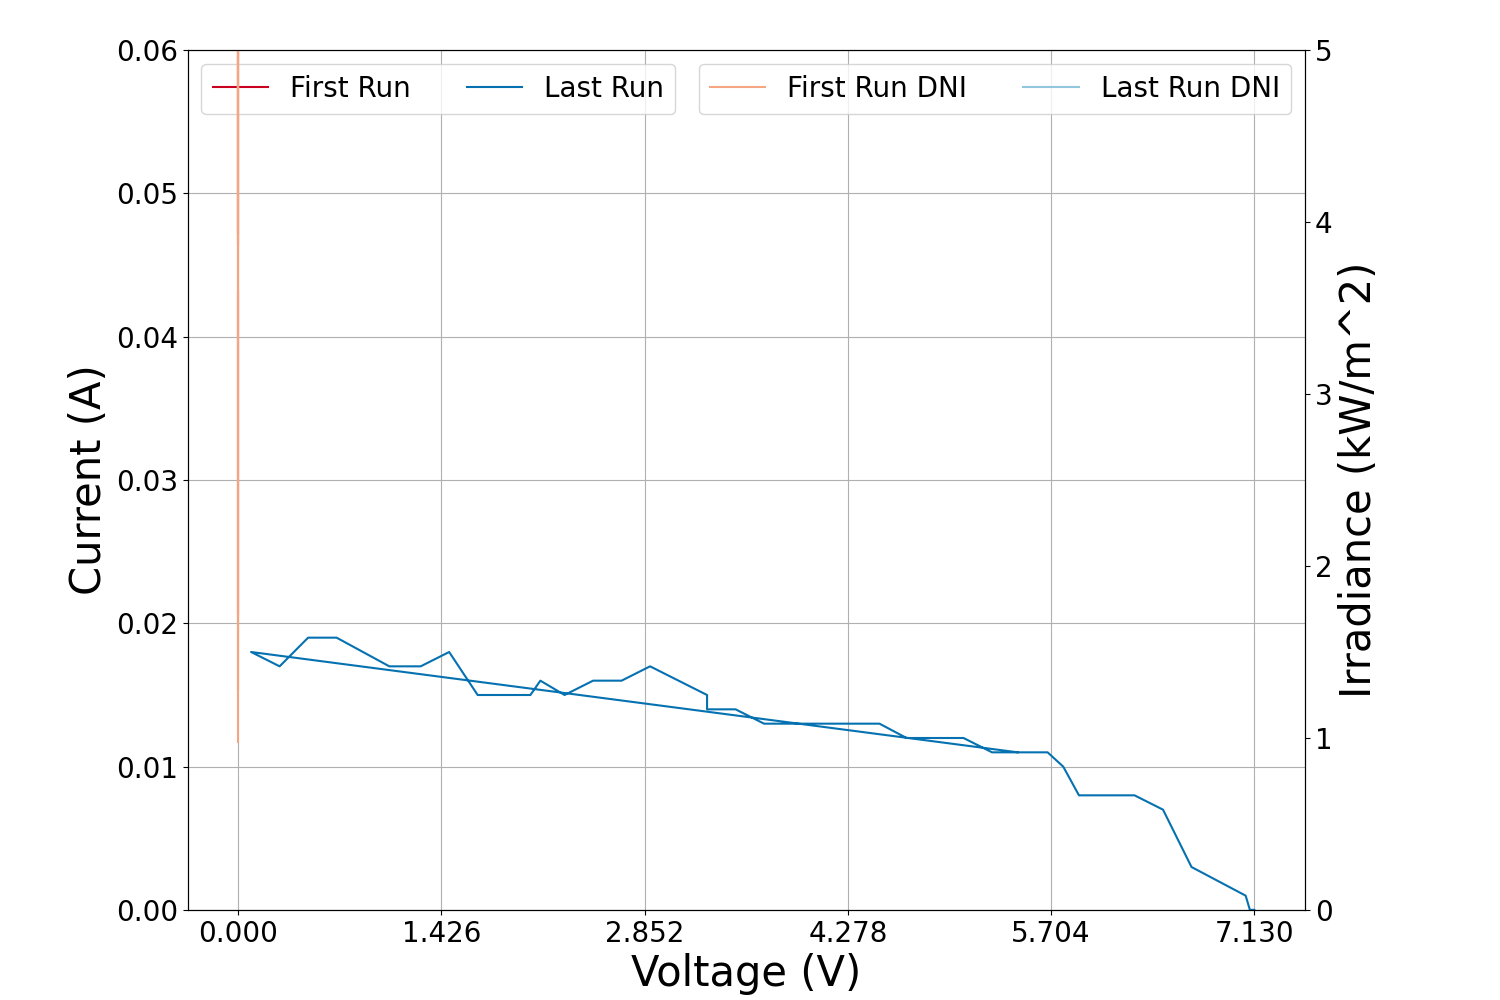 First Run
Last Run
First Run DNI
Last Run DNI
0.06
0.05
0.04
0.03
0.02
0.01
0.00
Current (A)
5
4
3
2
1
0
Irradiance (kW/m^2)
0.000 1.426 2.852 4.278 5.704 7.130
Voltage (V)